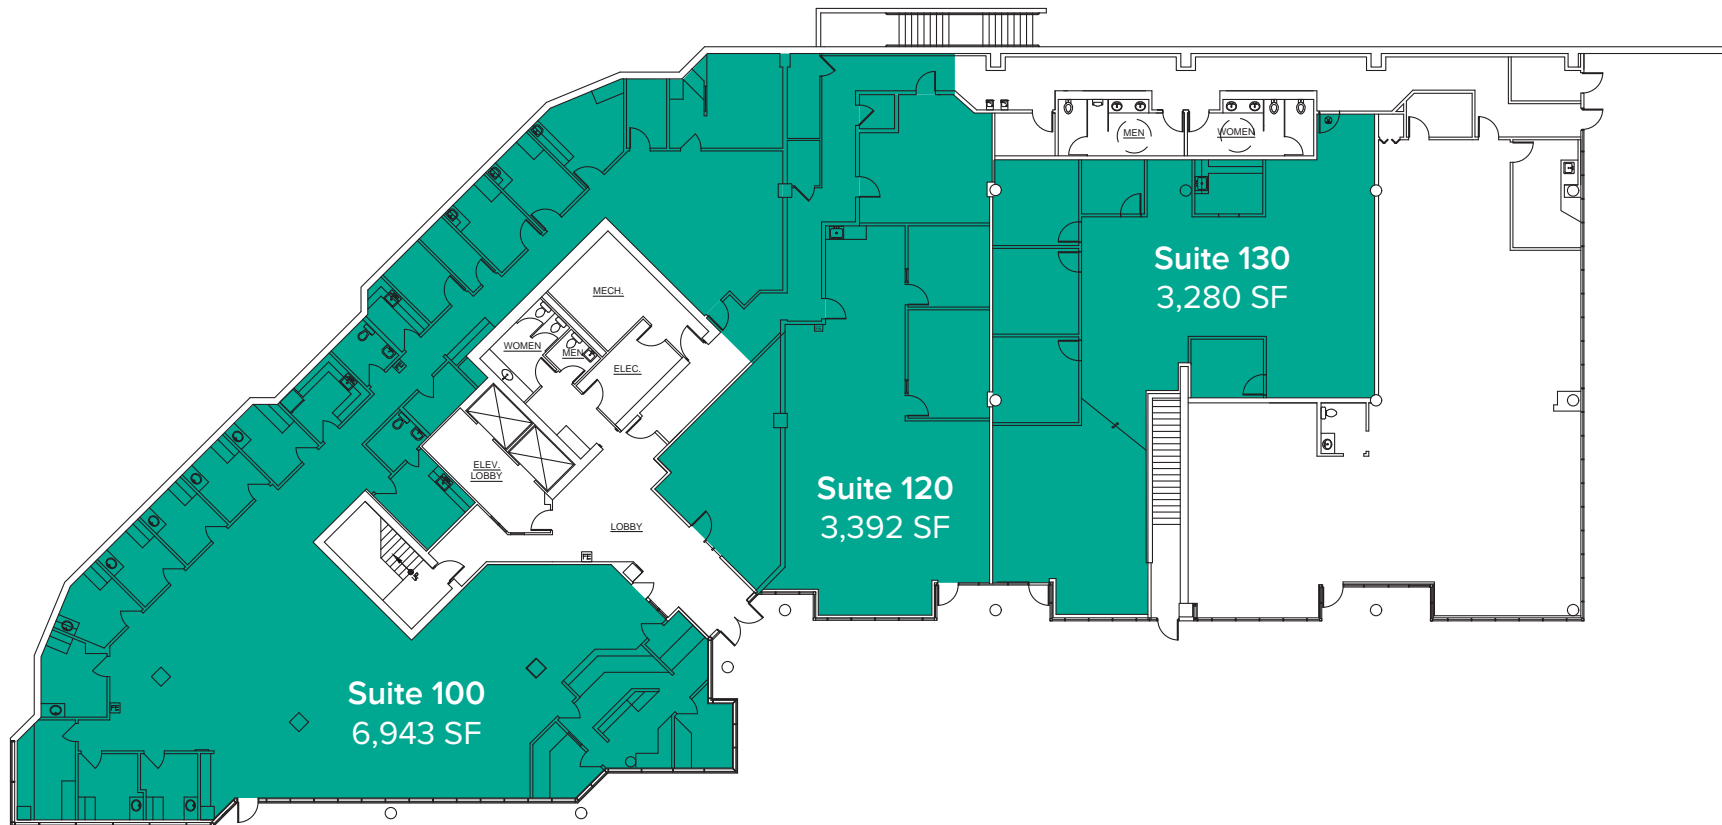 MEN
WOMEN
Suite 130
3,280 SF
MECH.
WOMEN
MEN
ELEC.
FE
ELEV.
LOBBY
Suite 120
3,392 SF
LOBBY
FE
Suite 100
6,943 SF
FE